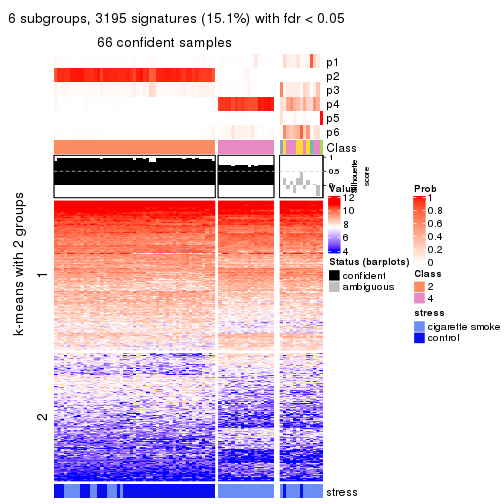 6 subgroups, 3195 signatures (15.1%) with fdr < 0.05
66 confident samples
p1
p2
p3
p4
p5
p6
Class
1
0.5
0
silhouette
score
k-means with 2 groups
1
2
stress
Value
12
10
8
6
4
Status (barplots)
confident
ambiguous
Prob
1
0.8
0.6
0.4
0.2
0
Class
2
4
stress
cigarette smoke
control